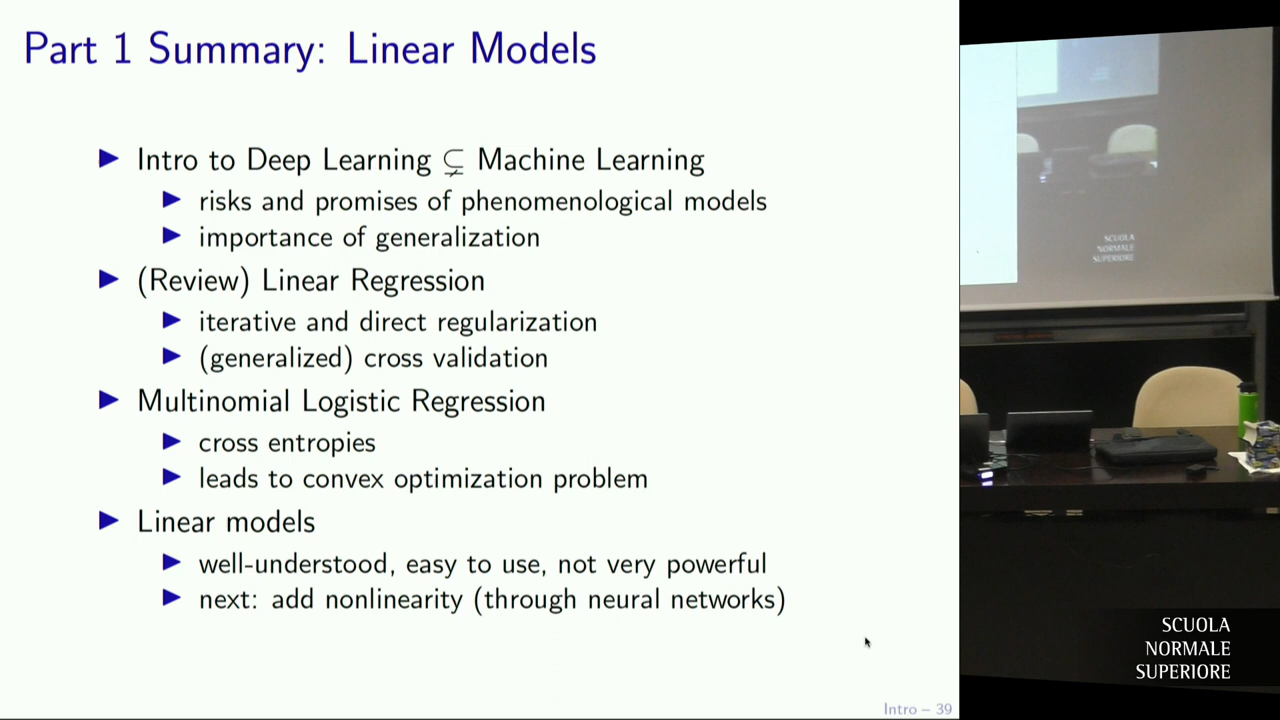 Part 1 Summary: Linear Models
▶ Intro to Deep Learning ⊊ Machine Learning
▶ risks and promises of phenomenological models
▶ importance of generalization
▶ (Review) Linear Regression
▶ iterative and direct regularization
▶ (generalized) cross validation
▶ Multinomial Logistic Regression
▶ cross entropies
▶ leads to convex optimization problem
▶ Linear models
▶ well-understood, easy to use, not very powerful
▶ next: add nonlinearity (through neural networks)
Intro – 39
SCUOLA
NORMALE
SUPERIORE
SCUOLA
NORMALE
SUPERIORE